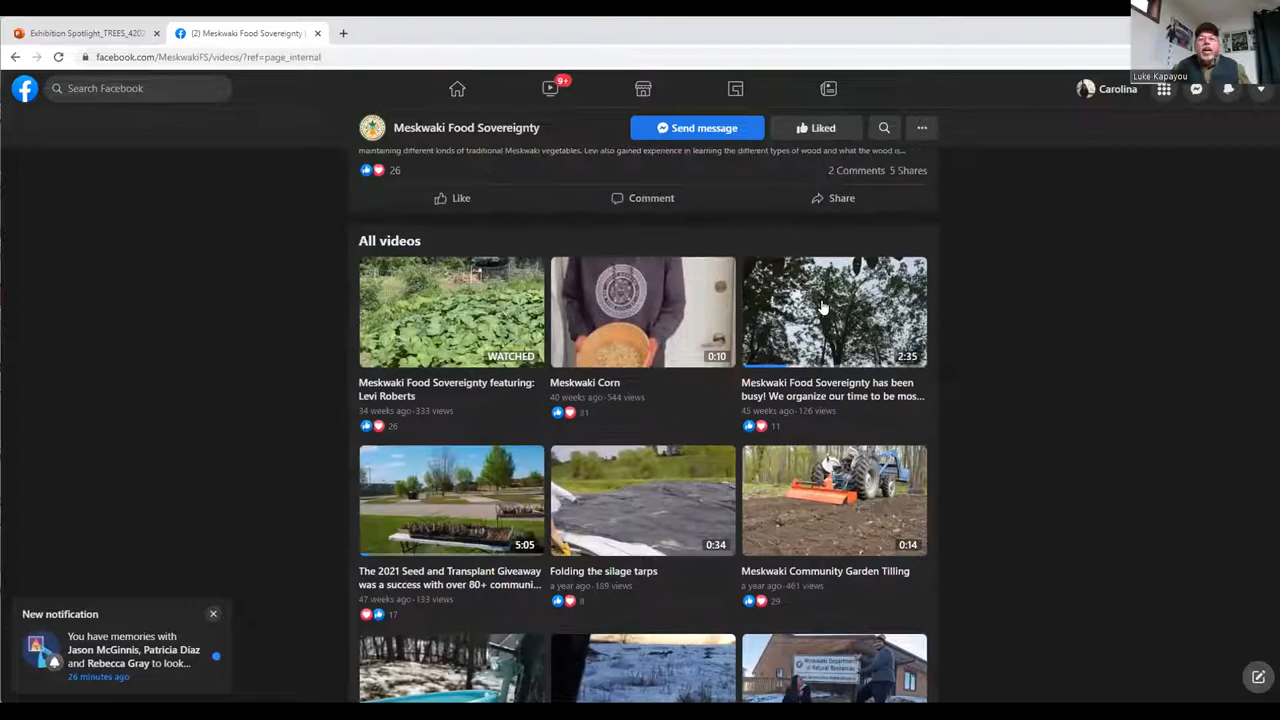 Exhibition Spotlight_TREES_4202
(2) Meskwaki Food Sovereignty
facebook.com/MeskwakiFS/videos/?ref=page_internal
Luke Kapayou
Search Facebook
9+
Carolina
Meskwaki Food Sovereignty
Send message
Liked
maintaining different kinds of traditional Meskwaki vegetables. Levi also gained experience in learning the different types of wood and what the wood is...
26
2 Comments 5 Shares
Like
Comment
Share
All videos
WATCHED
0:10
2:35
Meskwaki Food Sovereignty featuring:
Levi Roberts
34 weeks ago·333 views
26
Meskwaki Corn
40 weeks ago·544 views
31
Meskwaki Food Sovereignty has been
busy! We organize our time to be mos...
45 weeks ago·126 views
11
5:05
0:34
0:14
The 2021 Seed and Transplant Giveaway
was a success with over 80+ communi...
47 weeks ago·133 views
17
Folding the silage tarps
a year ago·189 views
8
Meskwaki Community Garden Tilling
a year ago·461 views
29
Meskwaki Department
of Natural Resources
New notification
You have memories with
Jason McGinnis, Patricia Díaz
and Rebecca Gray to look...
26 minutes ago